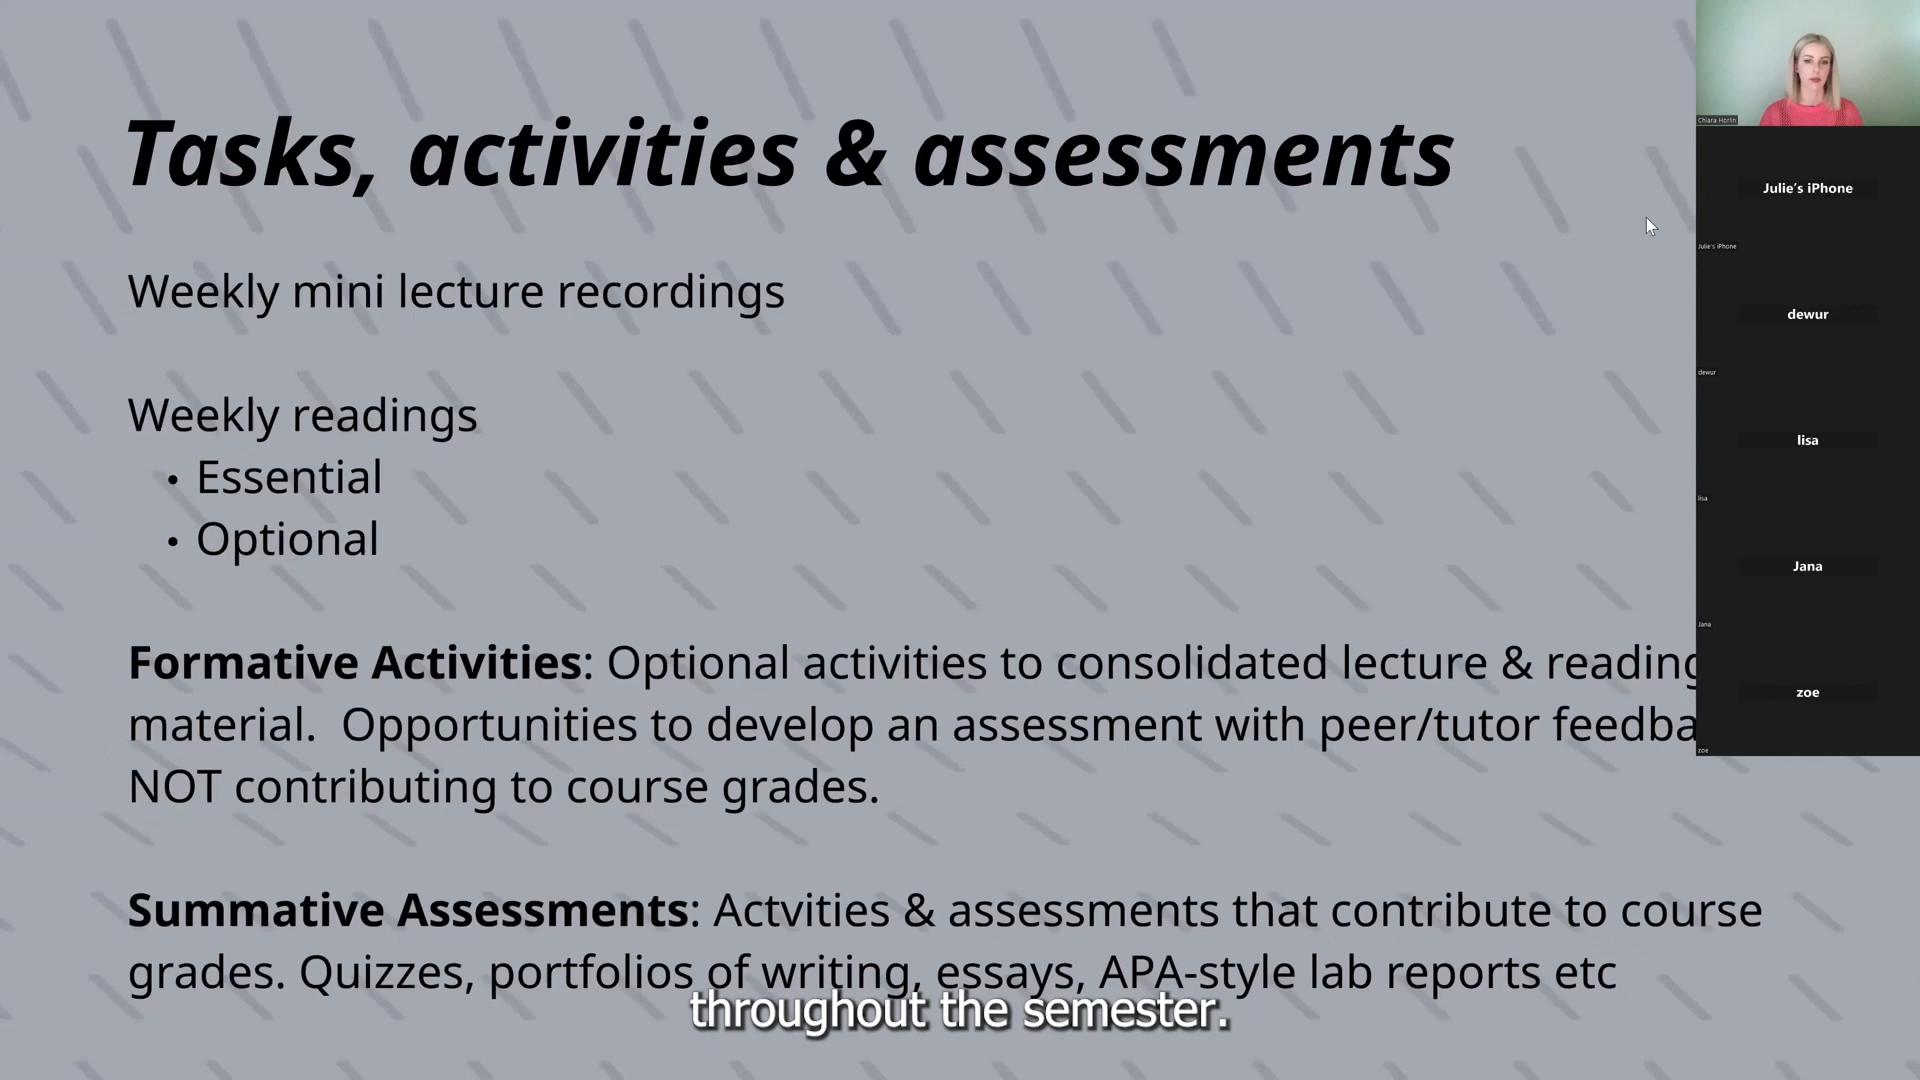 Tasks, activities & assessments
Weekly mini lecture recordings
Weekly readings
• Essential
• Optional
Formative Activities: Optional activities to consolidated lecture & reading
material.  Opportunities to develop an assessment with peer/tutor feedba
NOT contributing to course grades.
Summative Assessments: Actvities & assessments that contribute to course
grades. Quizzes, portfolios of writing, essays, APA-style lab reports etc
throughout the semester.
Chiara Horlin
Julie's iPhone
Julie's iPhone
dewur
dewur
lisa
lisa
Jana
Jana
zoe
zoe